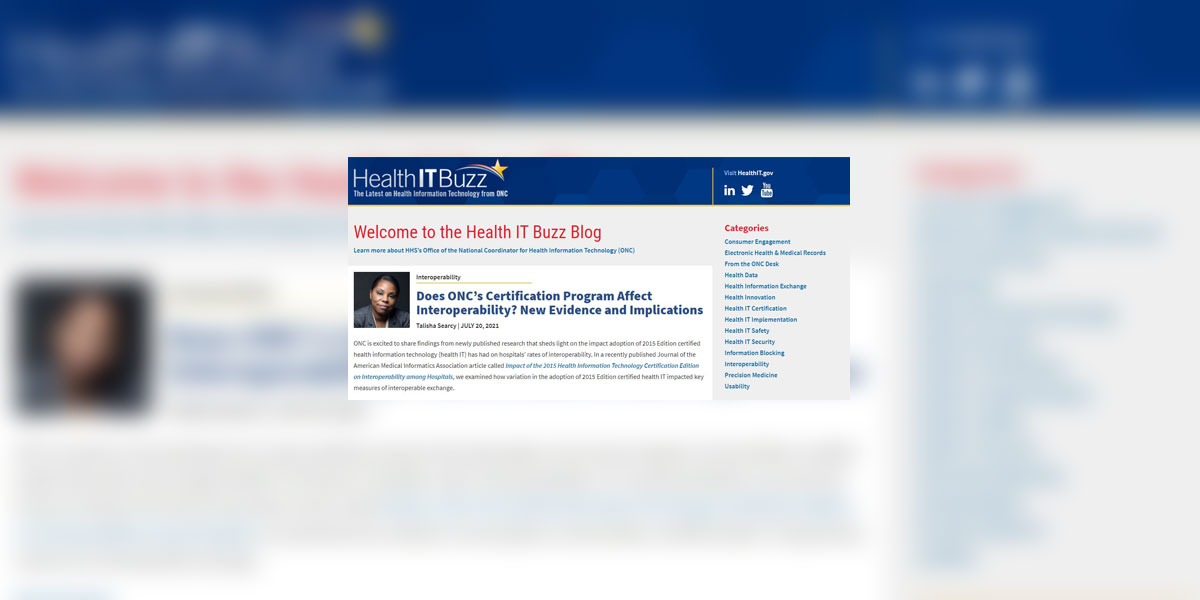 Health IT Buzz
The Latest on Health Information Technology from ONC
Visit HealthIT.gov
in
You
Tube
Welcome to the Health IT Buzz Blog
Learn more about HHS's Office of the National Coordinator for Health Information Technology (ONC)
Interoperability
Does ONC's Certification Program Affect
Interoperability? New Evidence and Implications
Talisha Searcy | JULY 20, 2021
ONC is excited to share findings from newly published research that sheds light on the impact adoption of 2015 Edition certified
health information technology (health IT) has had on hospitals' rates of interoperability. In a recently published Journal of the
American Medical Informatics Association article called Impact of the 2015 Health Information Technology Certification Edition
on Interoperability among Hospitals, we examined how variation in the adoption of 2015 Edition certified health IT impacted key
measures of interoperable exchange.
Categories
Consumer Engagement
Electronic Health & Medical Records
From the ONC Desk
Health Data
Health Information Exchange
Health Innovation
Health IT Certification
Health IT Implementation
Health IT Safety
Health IT Security
Information Blocking
Interoperability
Precision Medicine
Usability